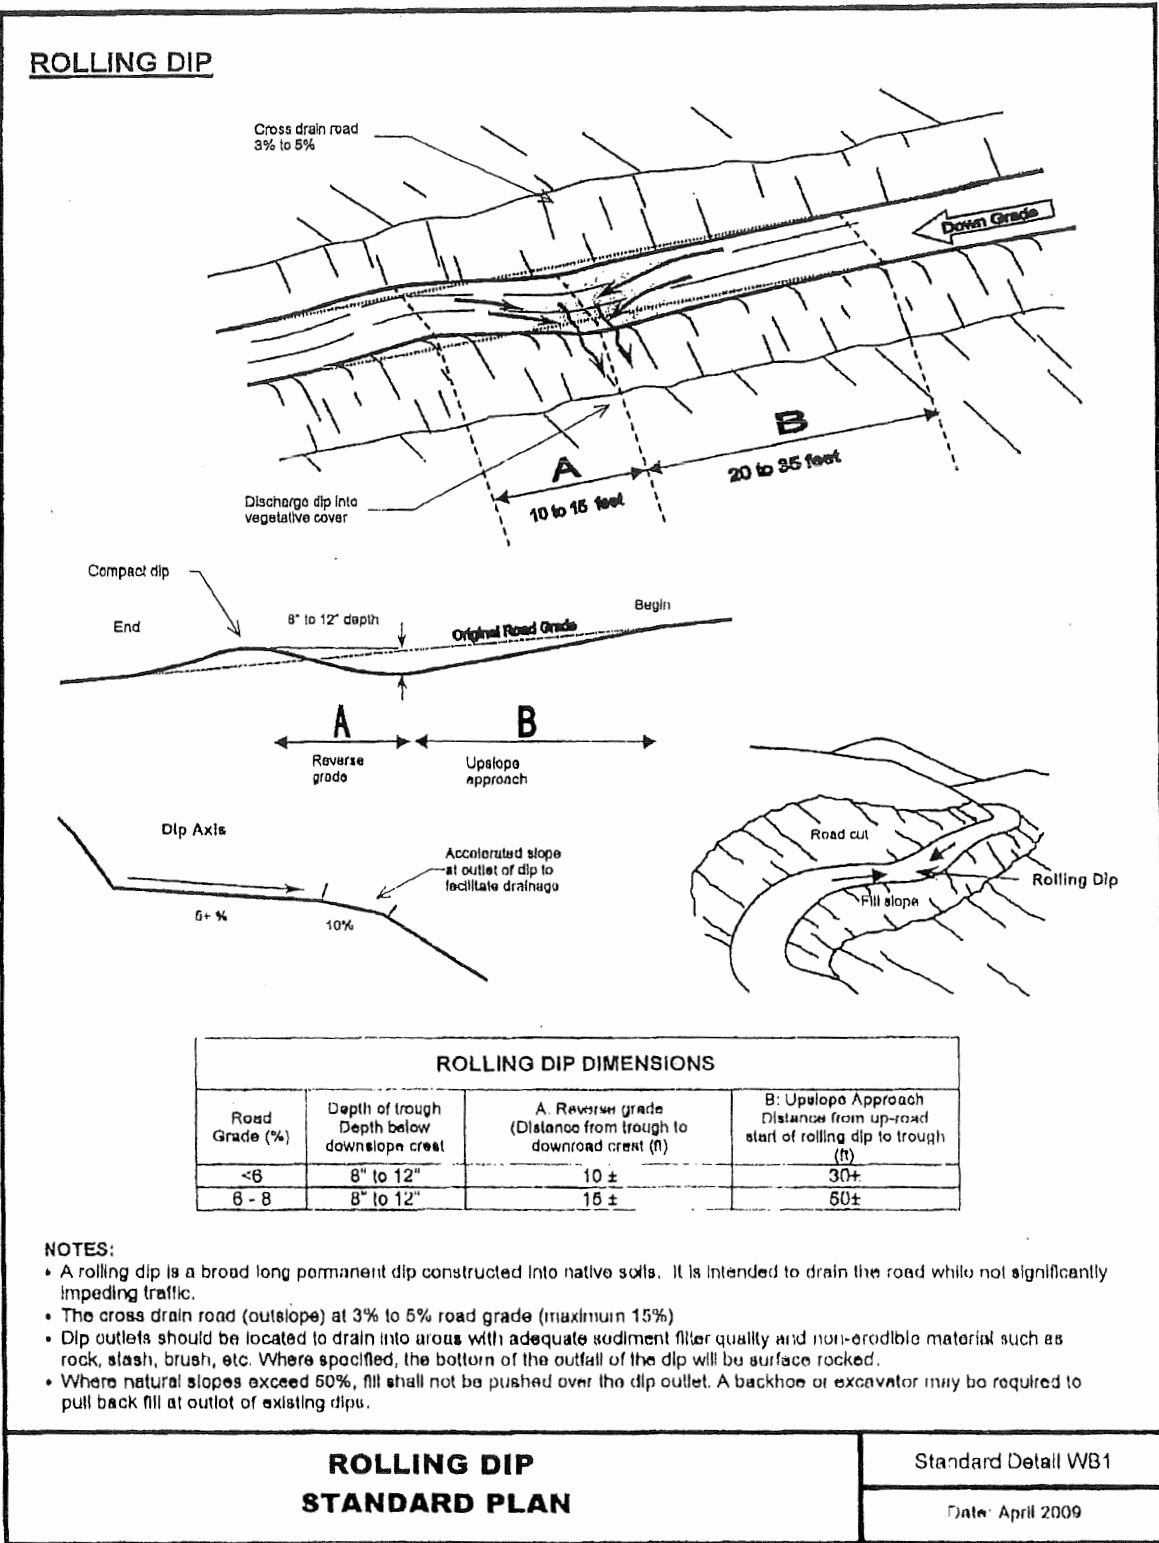 ROLLING DIP
Cross drain road
3% to 5%
Down Grade
B
20 to 35 feet
A
10 to 15 feet
Discharge dip into
vegetative cover
Compact dip
End
8" to 12" depth
Original Road Grade
Begin
A
B
Reverse
grade
Upslope
approach
Dip Axis
Accelerated slope
at outlet of dip to
facilitate drainage
10%
Road cut
Rolling Dip
Fill slope
ROLLING DIP DIMENSIONS
Road
Grade (%)
Depth of trough
Depth below
downslope crest
A. Reverse grade
(Distance from trough to
downroad crest (ft)
B: Upslope Approach
Distance from up-road
start of rolling dip to trough
(ft)
<6
8" to 12"
10 ±
30±
6 - 8
8" to 12"
15 ±
50±
NOTES:
• A rolling dip is a broad long permanent dip constructed into native soils. It is intended to drain the road while not significantly
impeding traffic.
• The cross drain road (outslope) at 3% to 5% road grade (maximum 15%)
• Dip outlets should be located to drain into areas with adequate sediment filter quality and non-erodible material such as
rock, slash, brush, etc. Where specified, the bottom of the outfall of the dip will be surface rocked.
• Where natural slopes exceed 50%, fill shall not be pushed over the dip outlet. A backhoe or excavator may be required to
pull back fill at outlet of existing dips.
ROLLING DIP
STANDARD PLAN
Standard Detail WB1
Date: April 2009